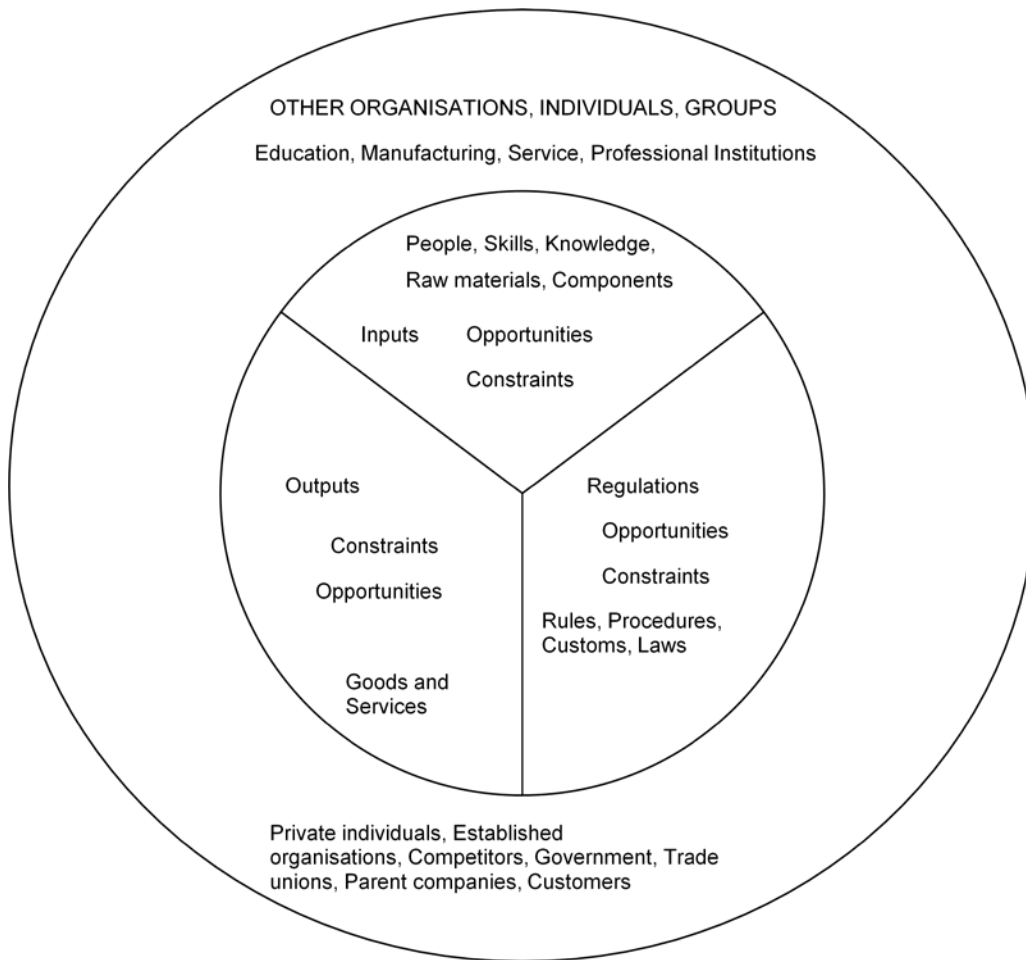 OTHER ORGANISATIONS, INDIVIDUALS, GROUPS
Education, Manufacturing, Service, Professional Institutions
People, Skills, Knowledge,
Raw materials, Components
Inputs
Opportunities
Constraints
Outputs
Constraints
Opportunities
Goods and
Services
Regulations
Opportunities
Constraints
Rules, Procedures,
Customs, Laws
Private individuals, Established
organisations, Competitors, Government, Trade
unions, Parent companies, Customers